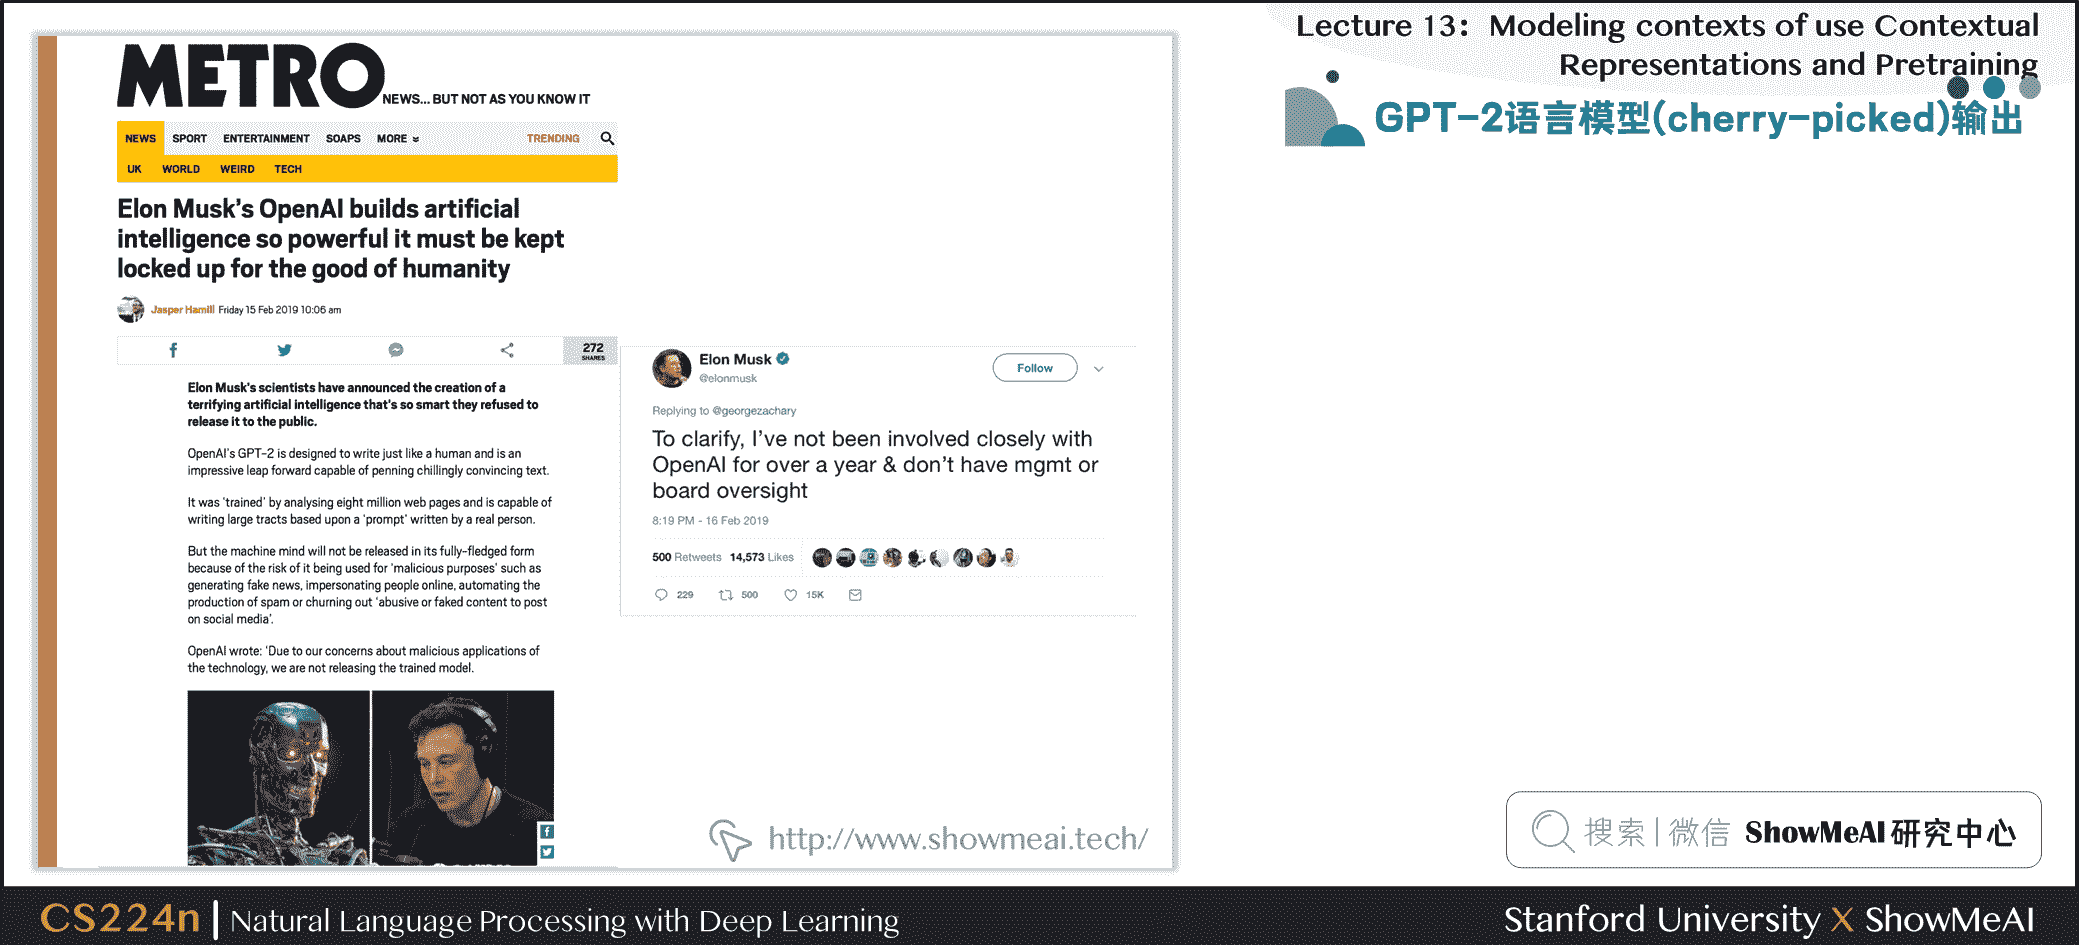 Lecture 13: Modeling contexts of use Contextual
Representations and Pretraining
GPT-2语言模型(cherry-picked)输出
METRO
NEWS... BUT NOT AS YOU KNOW IT
NEWS SPORT ENTERTAINMENT SOAPS MORE TRENDING
UK WORLD WEIRD TECH
Elon Musk's OpenAI builds artificial
intelligence so powerful it must be kept
locked up for the good of humanity
Jasper Hamill Friday 15 Feb 2019 10:06 am
272
SHARES
Elon Musk's scientists have announced the creation of a
terrifying artificial intelligence that's so smart they refused to
release it to the public.
OpenAI's GPT-2 is designed to write just like a human and is an
impressive leap forward capable of penning chillingly convincing text.
It was 'trained' by analysing eight million web pages and is capable of
writing large tracts based upon a 'prompt' written by a real person.
But the machine mind will not be released in its fully-fledged form
because of the risk of it being used for 'malicious purposes' such as
generating fake news, impersonating people online, automating the
production of spam or churning out 'abusive or faked content to post
on social media'.
OpenAI wrote: 'Due to our concerns about malicious applications of
the technology, we are not releasing the trained model.
Elon Musk
@elonmusk
Follow
Replying to @georgezachary
To clarify, I've not been involved closely with
OpenAI for over a year & don't have mgmt or
board oversight
8:19 PM - 16 Feb 2019
500 Retweets 14,573 Likes
229 500 15K
http://www.showmeai.tech/
搜索|微信 ShowMeAI 研究中心
CS224n | Natural Language Processing with Deep Learning
Stanford University X ShowMeAI